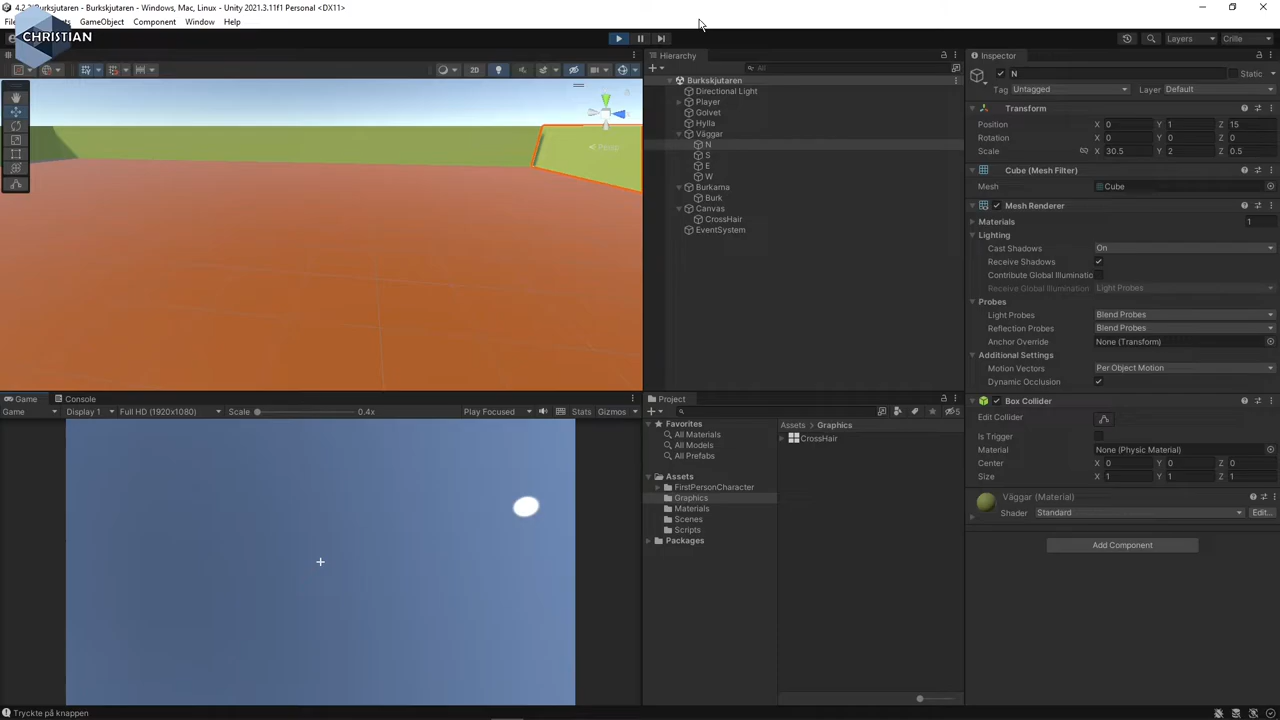 4.2.2 Burksjutaren - Burkskjutaren - Windows, Mac, Linux - Unity 2021.3.11f1 Personal <DX11>
GameObject Component Window Help
CHRISTIAN
Layers Crille
2D
Persp
Hierarchy
All
Burkskjutaren
Directional Light
Player
Golvet
Hylla
Väggar
N
S
E
W
Burkarna
Burk
Canvas
CrossHair
EventSystem
Inspector
N Static
Tag Untagged Layer Default
Transform
Position X 0 Y 1 Z 15
Rotation X 0 Y 0 Z 0
Scale X 30.5 Y 2 Z 0.5
Cube (Mesh Filter)
Mesh Cube
Mesh Renderer
Materials 1
Lighting
Cast Shadows On
Receive Shadows
Contribute Global Illuminatio
Receive Global Illumination Light Probes
Probes
Light Probes Blend Probes
Reflection Probes Blend Probes
Anchor Override None (Transform)
Additional Settings
Motion Vectors Per Object Motion
Dynamic Occlusion
Box Collider
Edit Collider
Is Trigger
Material None (Physic Material)
Center X 0 Y 0 Z 0
Size X 1 Y 1 Z 1
Väggar (Material)
Shader Standard Edit...
Add Component
Game Console
Game Display 1 Full HD (1920x1080) Scale 0.4x Play Focused Stats Gizmos
Project
5
Favorites
All Materials
All Models
All Prefabs
Assets
FirstPersonCharacter
Graphics
Materials
Scenes
Scripts
Packages
Assets Graphics
CrossHair
Tryckte på knappen